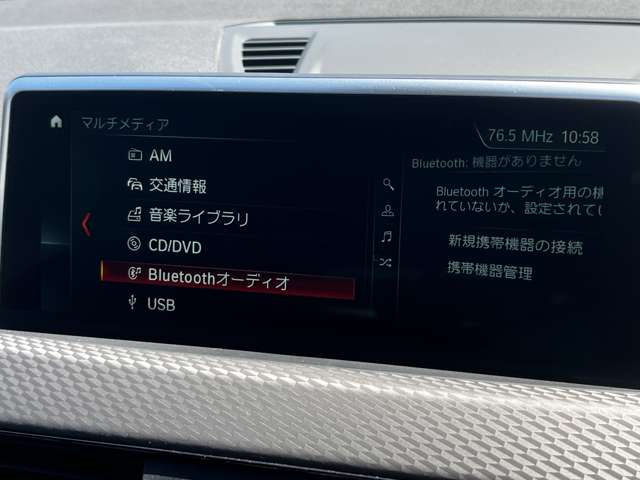 マルチメディア
76.5 MHz 10:58
AM
交通情報
音楽ライブラリ
CD/DVD
Bluetoothオーディオ
USB
Bluetooth: 機器がありません
Bluetooth オーディオ用の
れていないか、設定されてい
新規携帯機器の接続
携帯機器管理